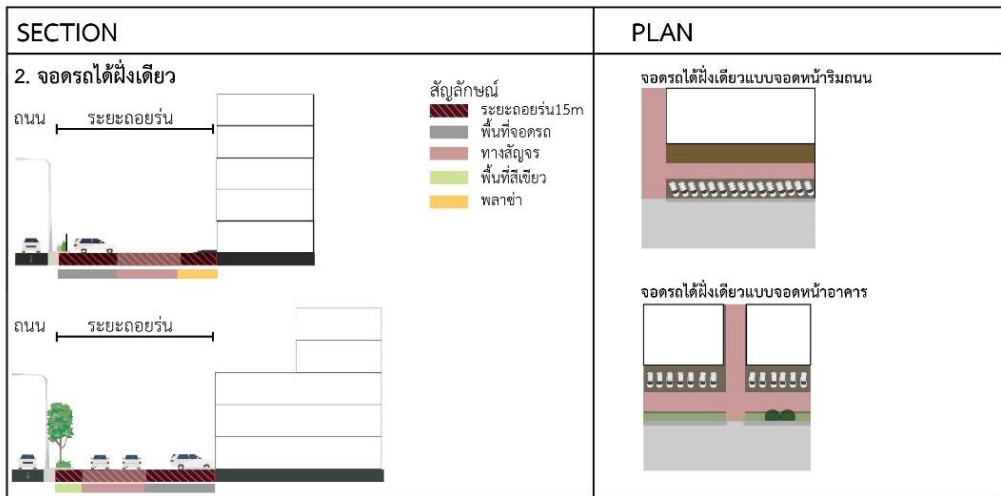 SECTION
PLAN
2. จอดรถได้ฝั่งเดียว
ถนน
ระยะถอยร่น
สัญลักษณ์
ระยะถอยร่น15m
พื้นที่จอดรถ
ทางสัญจร
พื้นที่สีเขียว
พลาซ่า
ถนน
ระยะถอยร่น
จอดรถได้ฝั่งเดียวแบบจอดหน้าริมถนน
จอดรถได้ฝั่งเดียวแบบจอดหน้าอาคาร